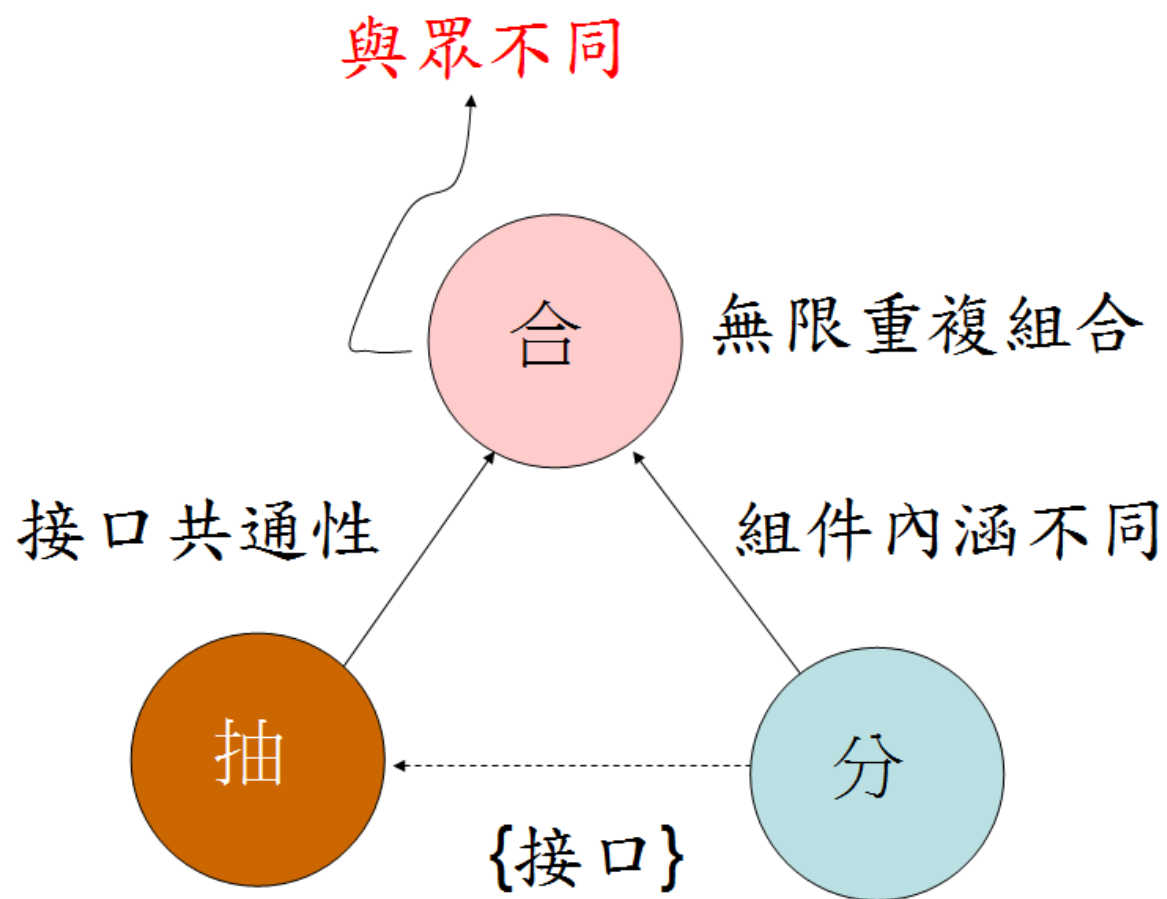 與眾不同
合
無限重複組合
接口共通性
組件內涵不同
抽
分
{接口}